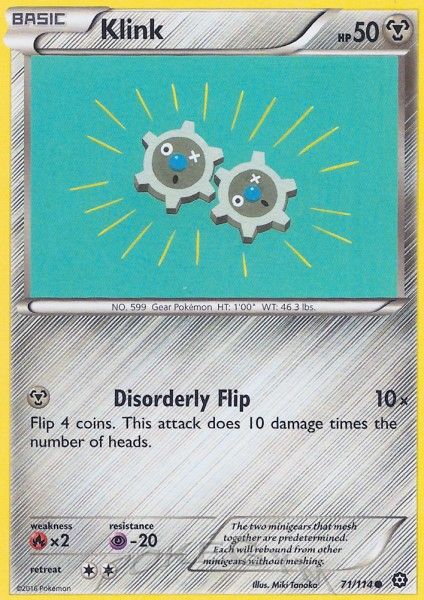 BASIC
Klink
HP 50
NO. 599 Gear Pokémon HT: 1'00" WT: 46.3 lbs.
Disorderly Flip 10×
Flip 4 coins. This attack does 10 damage times the
number of heads.
weakness resistance
×2 -20
retreat
The two minigears that mesh
together are predetermined.
Each will rebound from other
minigears without meshing.
©2016 Pokémon Illus. Miki Tanaka 71/114